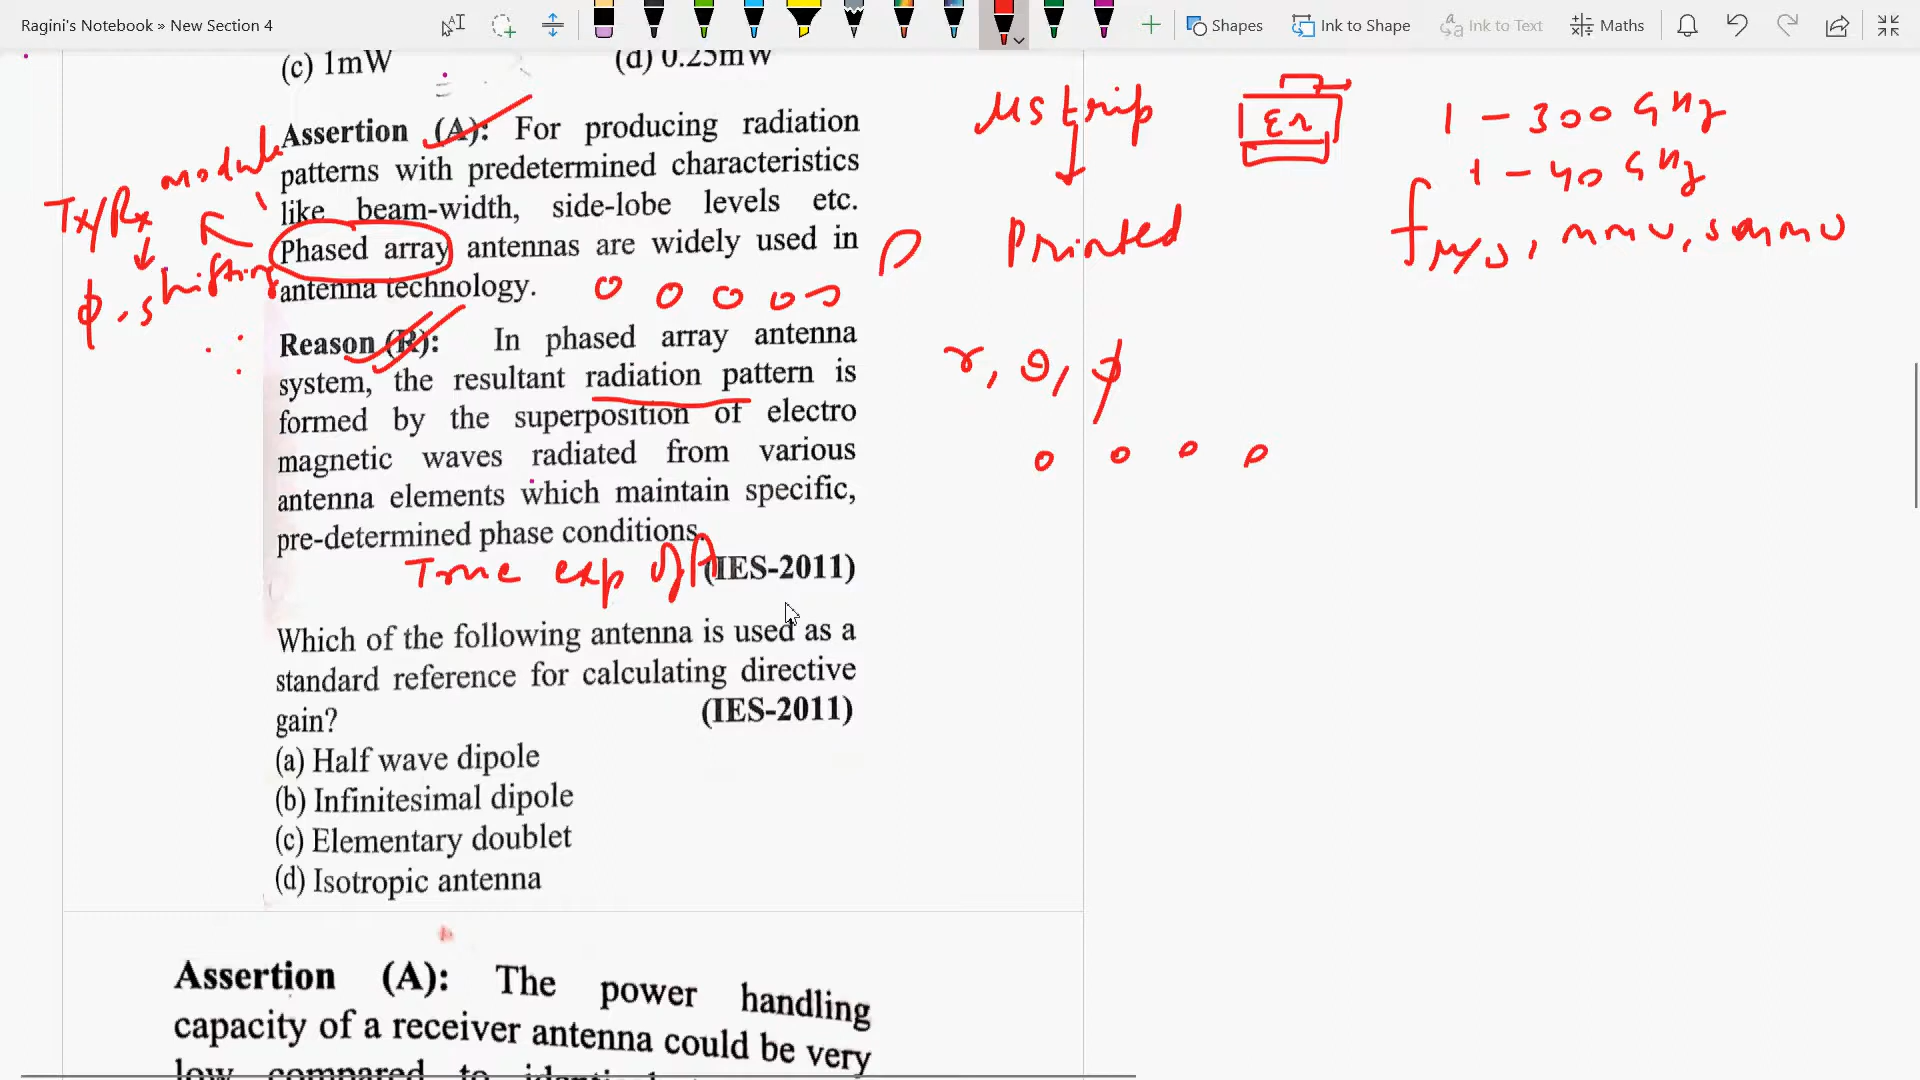 Ragini's Notebook » New Section 4
Shapes
Ink to Shape
Ink to Text
Maths
(c) 1mW (d) 0.25mW
Assertion (A): For producing radiation
patterns with predetermined characteristics
like beam-width, side-lobe levels etc.
Phased array antennas are widely used in
antenna technology.
Reason (R): In phased array antenna
system, the resultant radiation pattern is
formed by the superposition of electro
magnetic waves radiated from various
antenna elements which maintain specific,
pre-determined phase conditions.
True exp of A
(IES-2011)
Which of the following antenna is used as a
standard reference for calculating directive
gain? (IES-2011)
(a) Half wave dipole
(b) Infinitesimal dipole
(c) Elementary doublet
(d) Isotropic antenna
Assertion (A): The power handling
capacity of a receiver antenna could be very
low compared to
Tx/Rx module
ϕ. shifting
μstrip
Printed
εr
1 - 300 GHz
1 - 40 GHz
r, θ, ϕ